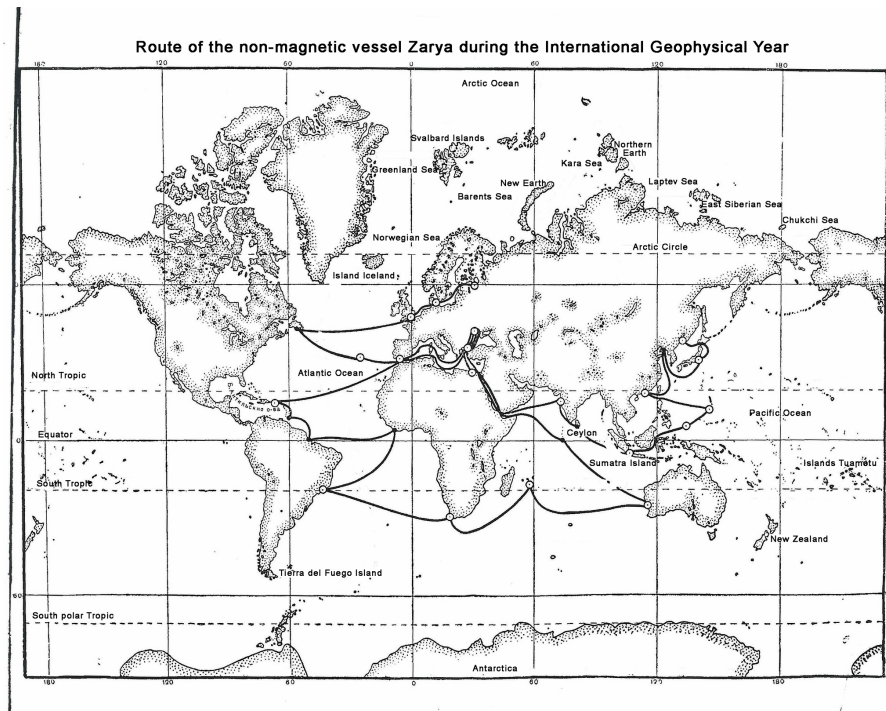 Route of the non-magnetic vessel Zarya during the International Geophysical Year
180 120 60 0 60 120 180
Arctic Ocean
Svalbard Islands
Northern
Earth
Kara Sea
Greenland Sea
New Earth
Laptev Sea
Barents Sea
East Siberian Sea
Chukchi Sea
Norwegian Sea
Arctic Circle
Island Iceland
North Tropic
Atlantic Ocean
Pacific Ocean
Equator
Ceylon
Sumatra Island
Islands Tuamotu
South Tropic
New Zealand
Tierra del Fuego Island
60
South polar Tropic
Antarctica
180 120 60 0 60 120 180